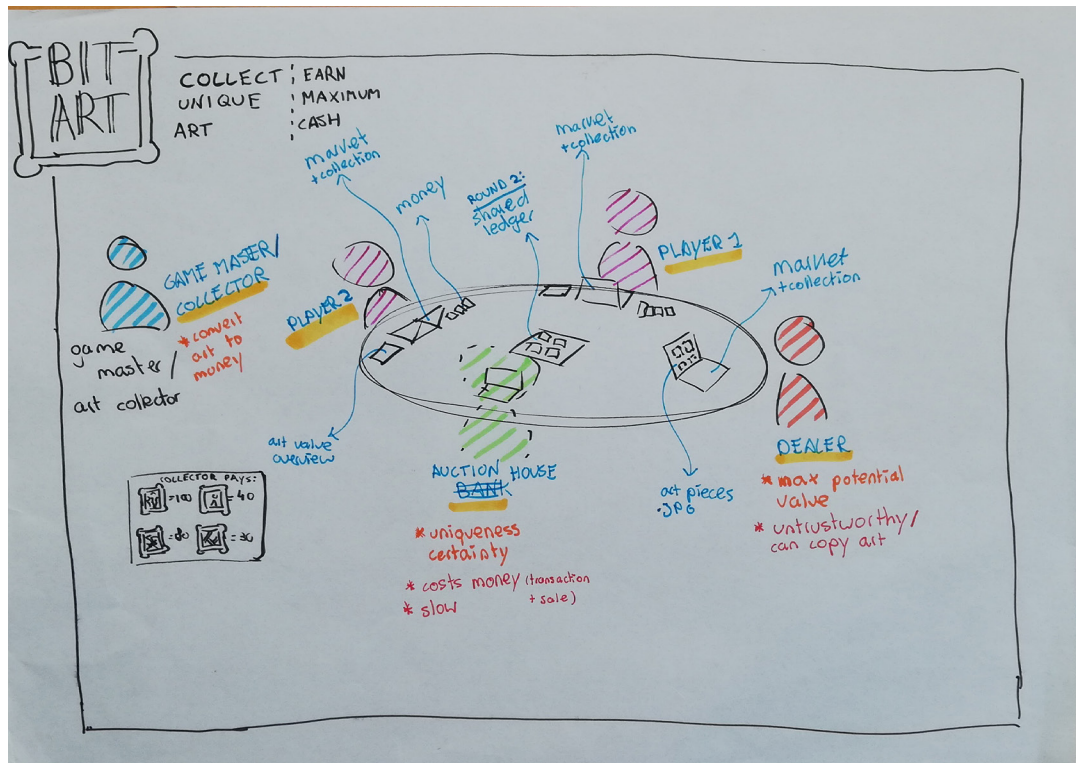 BIT
ART
COLLECT
UNIQUE
ART
EARN
MAXIMUM
CASH
market
+collection
money
ROUND 2:
shared
ledger
market
+collection
GAME MASTER/
COLLECTOR
* convert
art to
money
game
master/
art collector
PLAYER 2
PLAYER 1
market
+collection
art value
overview
DEALER
* max potential
value
* untrustworthy/
can copy art
AUCTION HOUSE
BANK
* uniqueness
certainty
* costs money (transaction
+ sale)
* slow
art pieces
.JPG
COLLECTOR PAYS:
=100
=40
=80
=30